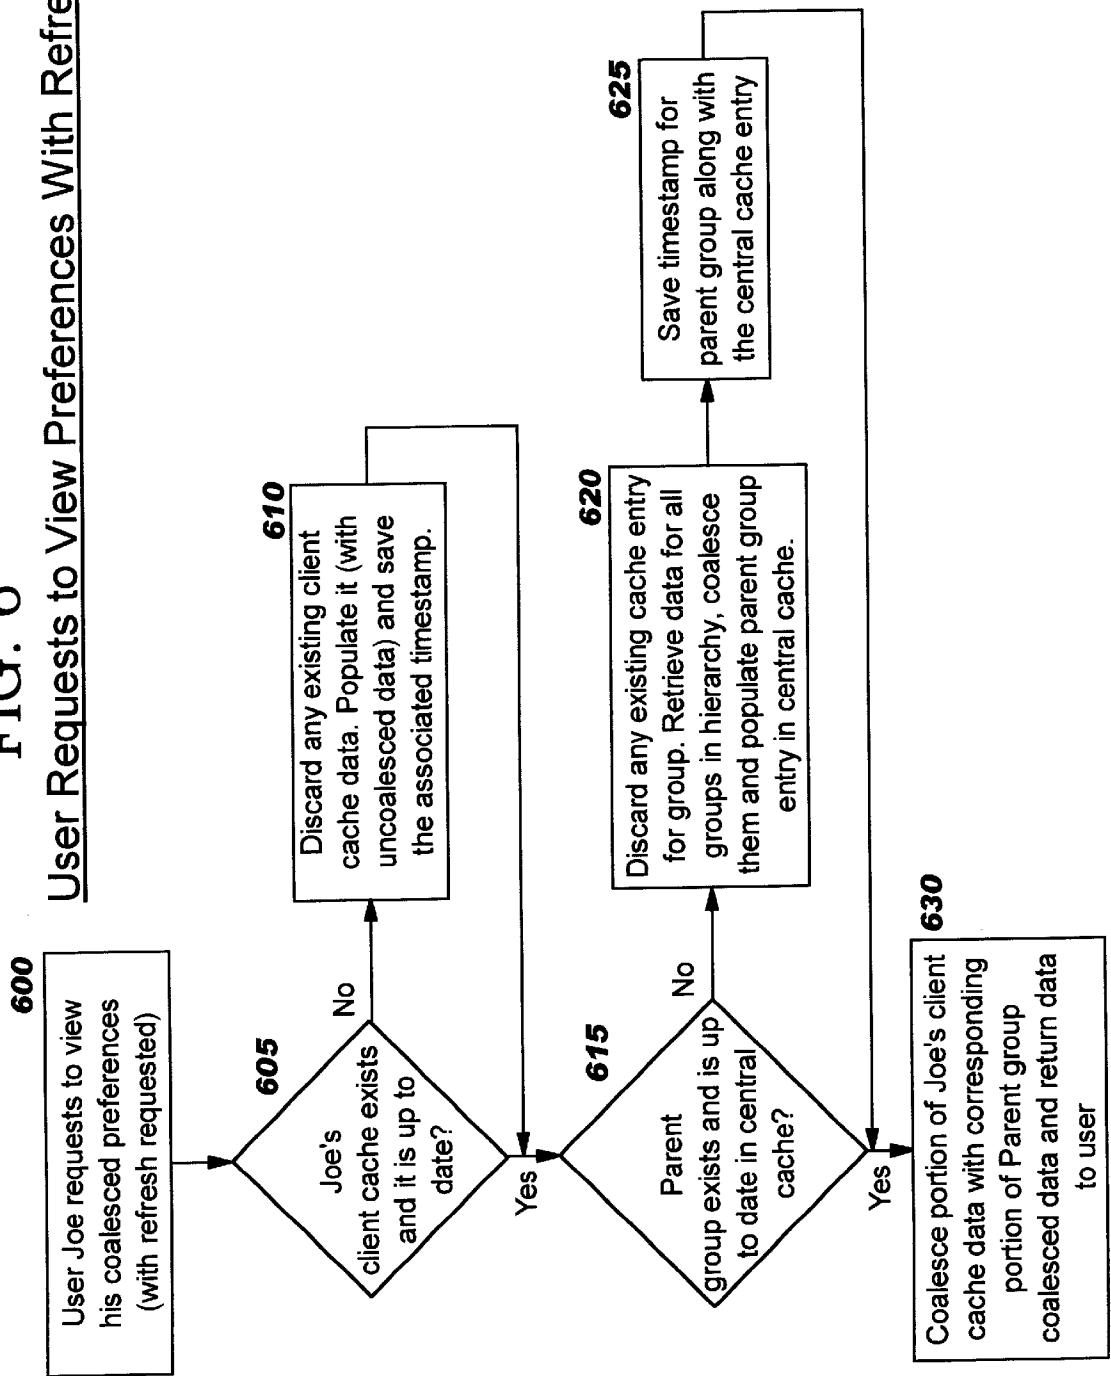 FIG. 6
User Requests to View Preferences With
600
User Joe requests to view
his coalesced preferences
(with refresh requested)
605
Joe's
client cache exists
and it is up to
date?
No
Yes
610
Discard any existing client
cache data. Populate it (with
uncoalesced data) and save
the associated timestamp.
615
Parent
group exists and is up
to date in central
cache?
No
Yes
620
Discard any existing cache entry
for group. Retrieve data for all
groups in hierarchy, coalesce
them and populate parent group
entry in central cache.
625
Save timestamp for
parent group along with
the central cache entry
630
Coalesce portion of Joe's client
cache data with corresponding
portion of Parent group
coalesced data and return data
to user